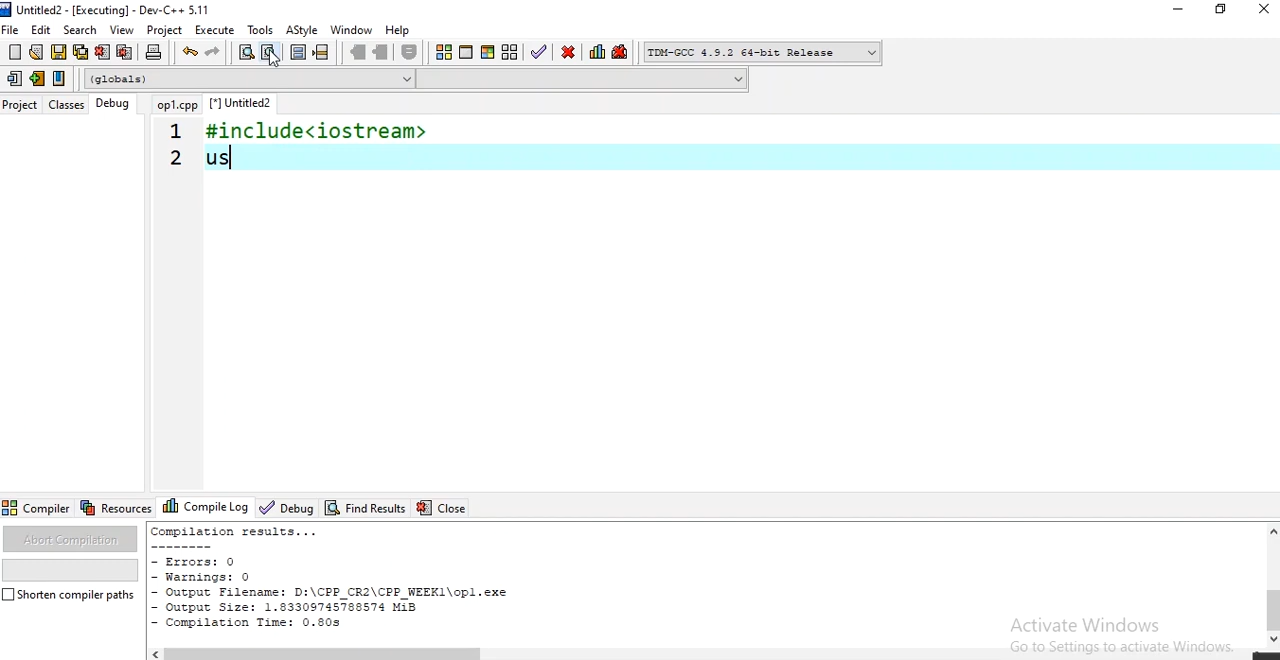 Untitled2 - [Executing] - Dev-C++ 5.11
File Edit Search View Project Execute Tools AStyle Window Help
TDM-GCC 4.9.2 64-bit Release
(globals)
Project Classes Debug op1.cpp [*] Untitled2
1 #include<iostream>
2 us
Compiler Resources Compile Log Debug Find Results Close
Abort Compilation
Shorten compiler paths
Compilation results...
--------
- Errors: 0
- Warnings: 0
- Output Filename: D:\CPP_CR2\CPP_WEEK1\op1.exe
- Output Size: 1.83309745788574 MiB
- Compilation Time: 0.80s
Activate Windows
Go to Settings to activate Windows.